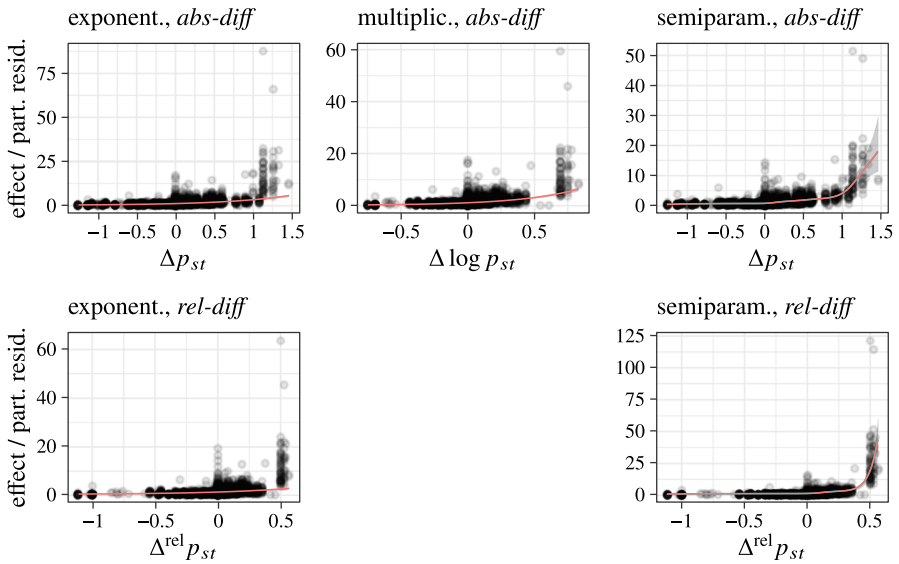 exponent., abs-diff
multiplic., abs-diff
semiparam., abs-diff
effect / part. resid.
75
50
25
0
60
40
20
0
50
40
30
20
10
0
−1 −0.5 0 0.5 1 1.5
−0.5 0 0.5
−1 −0.5 0 0.5 1 1.5
Δp_st
Δ log p_st
Δp_st
exponent., rel-diff
semiparam., rel-diff
effect / part. resid.
60
40
20
0
125
100
75
50
25
0
−1 −0.5 0 0.5
−1 −0.5 0 0.5
Δ^rel p_st
Δ^rel p_st